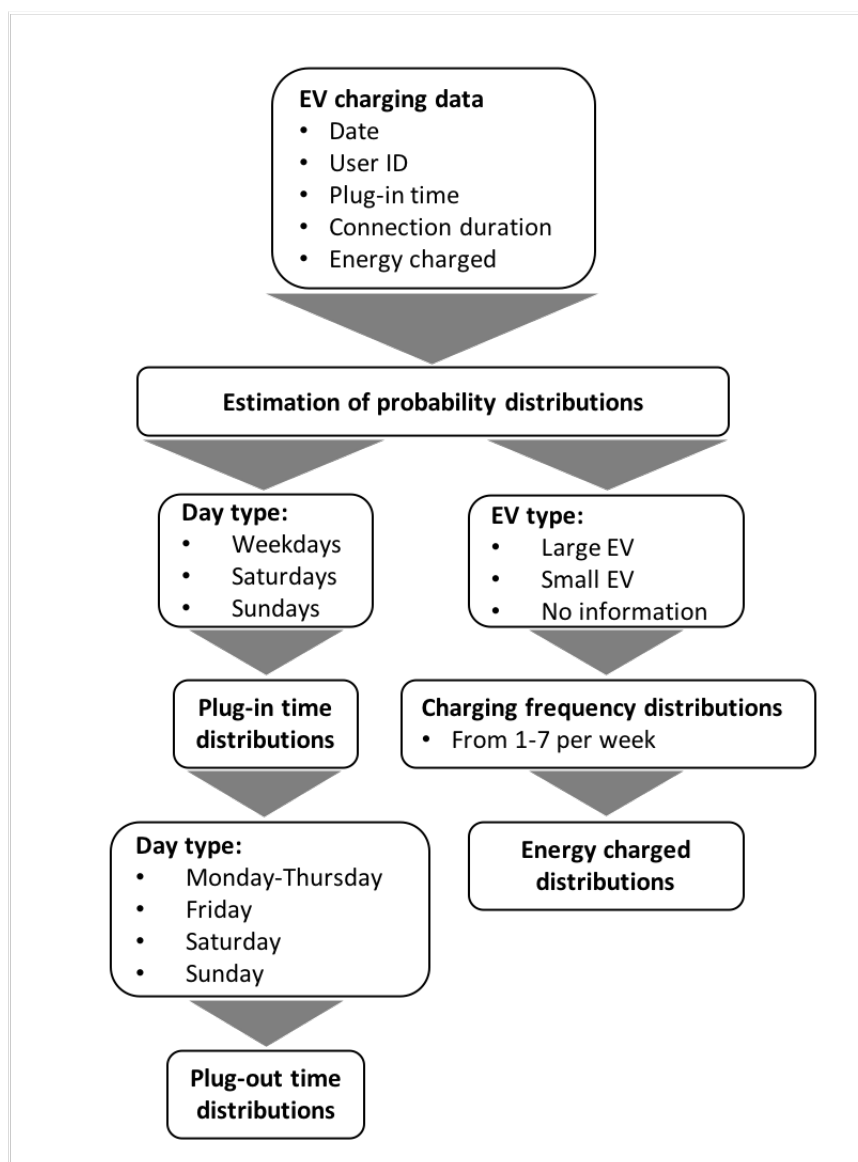 EV charging data
• Date
• User ID
• Plug-in time
• Connection duration
• Energy charged
Estimation of probability distributions
Day type:
• Weekdays
• Saturdays
• Sundays
EV type:
• Large EV
• Small EV
• No information
Plug-in time
distributions
Charging frequency distributions
• From 1-7 per week
Day type:
• Monday-Thursday
• Friday
• Saturday
• Sunday
Energy charged
distributions
Plug-out time
distributions